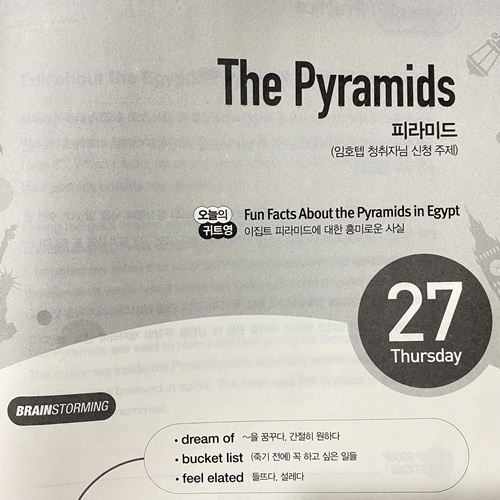 The Pyramids
피라미드
(임호텝 청취자님 신청 주제)
오늘의
귀트영
Fun Facts About the Pyramids in Egypt
이집트 피라미드에 대한 흥미로운 사실
27
Thursday
BRAINSTORMING
• dream of ~을 꿈꾸다, 간절히 원하다
• bucket list (죽기 전에) 꼭 하고 싶은 일들
• feel elated 들뜨다, 설레다